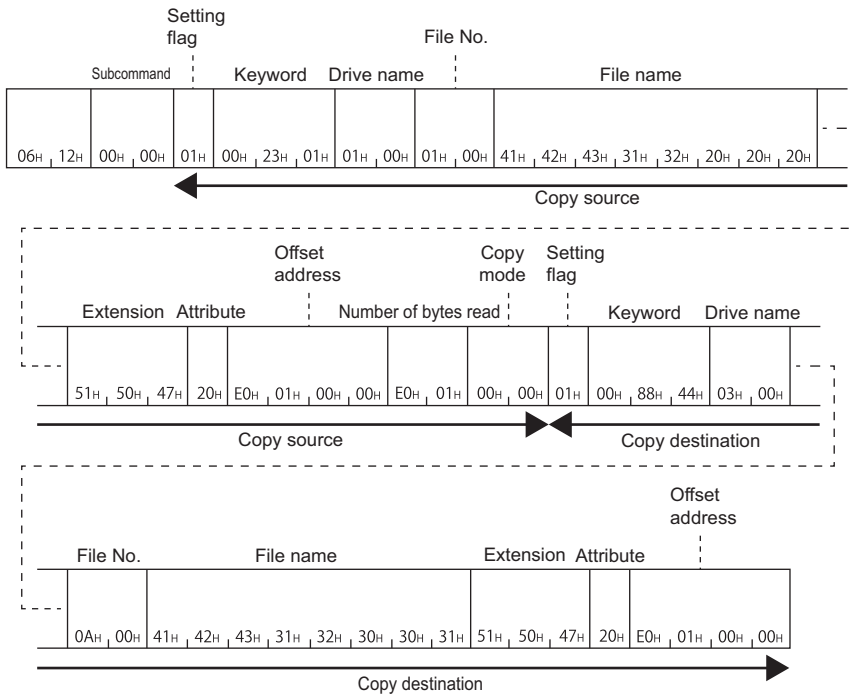 Setting
flag
File No.
Subcommand
Keyword
Drive name
File name
06H 12H 00H 00H 01H 00H 23H 01H 01H 00H 01H 00H 41H 42H 43H 31H 32H 20H 20H 20H
Copy source
Offset
address
Copy
mode
Setting
flag
Extension
Attribute
Number of bytes read
Keyword
Drive name
51H 50H 47H 20H E0H 01H 00H 00H E0H 01H 00H 00H 01H 00H 88H 44H 03H 00H
Copy source
Copy destination
Offset
address
File No.
File name
Extension
Attribute
0AH 00H 41H 42H 43H 31H 32H 30H 30H 31H 51H 50H 47H 20H E0H 01H 00H 00H
Copy destination